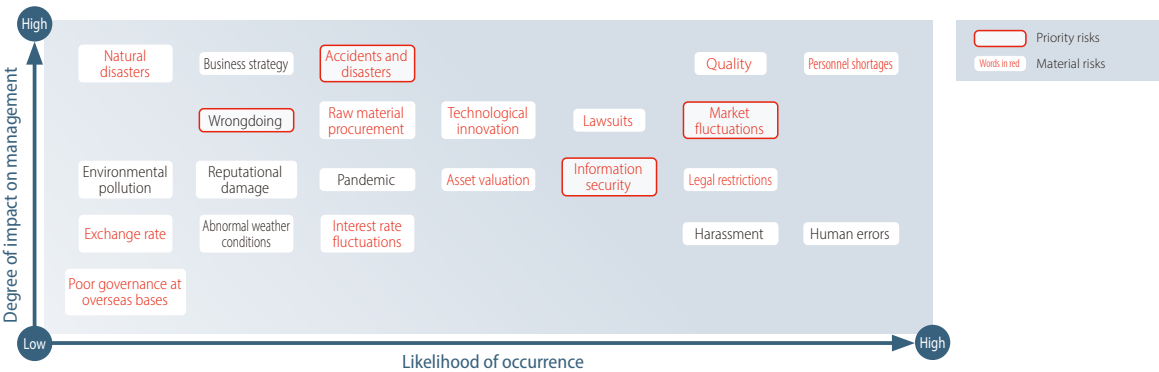 High
Degree of impact on management
Natural
disasters
Business strategy
Accidents and
disasters
Quality
Personnel shortages
Wrongdoing
Raw material
procurement
Technological
innovation
Lawsuits
Market
fluctuations
Environmental
pollution
Reputational
damage
Pandemic
Asset valuation
Information
security
Legal restrictions
Exchange rate
Abnormal weather
conditions
Interest rate
fluctuations
Harassment
Human errors
Poor governance at
overseas bases
Low
High
Likelihood of occurrence
Priority risks
Words in red
Material risks